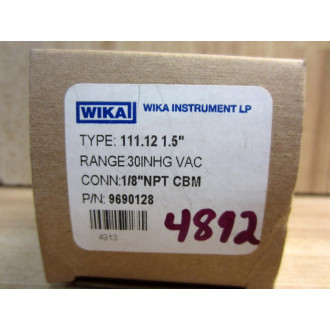 WIKA WIKA INSTRUMENT LP
TYPE: 111.12 1.5"
RANGE:30INHG VAC
CONN:1/8"NPT CBM
P/N: 9690128
4913
4892